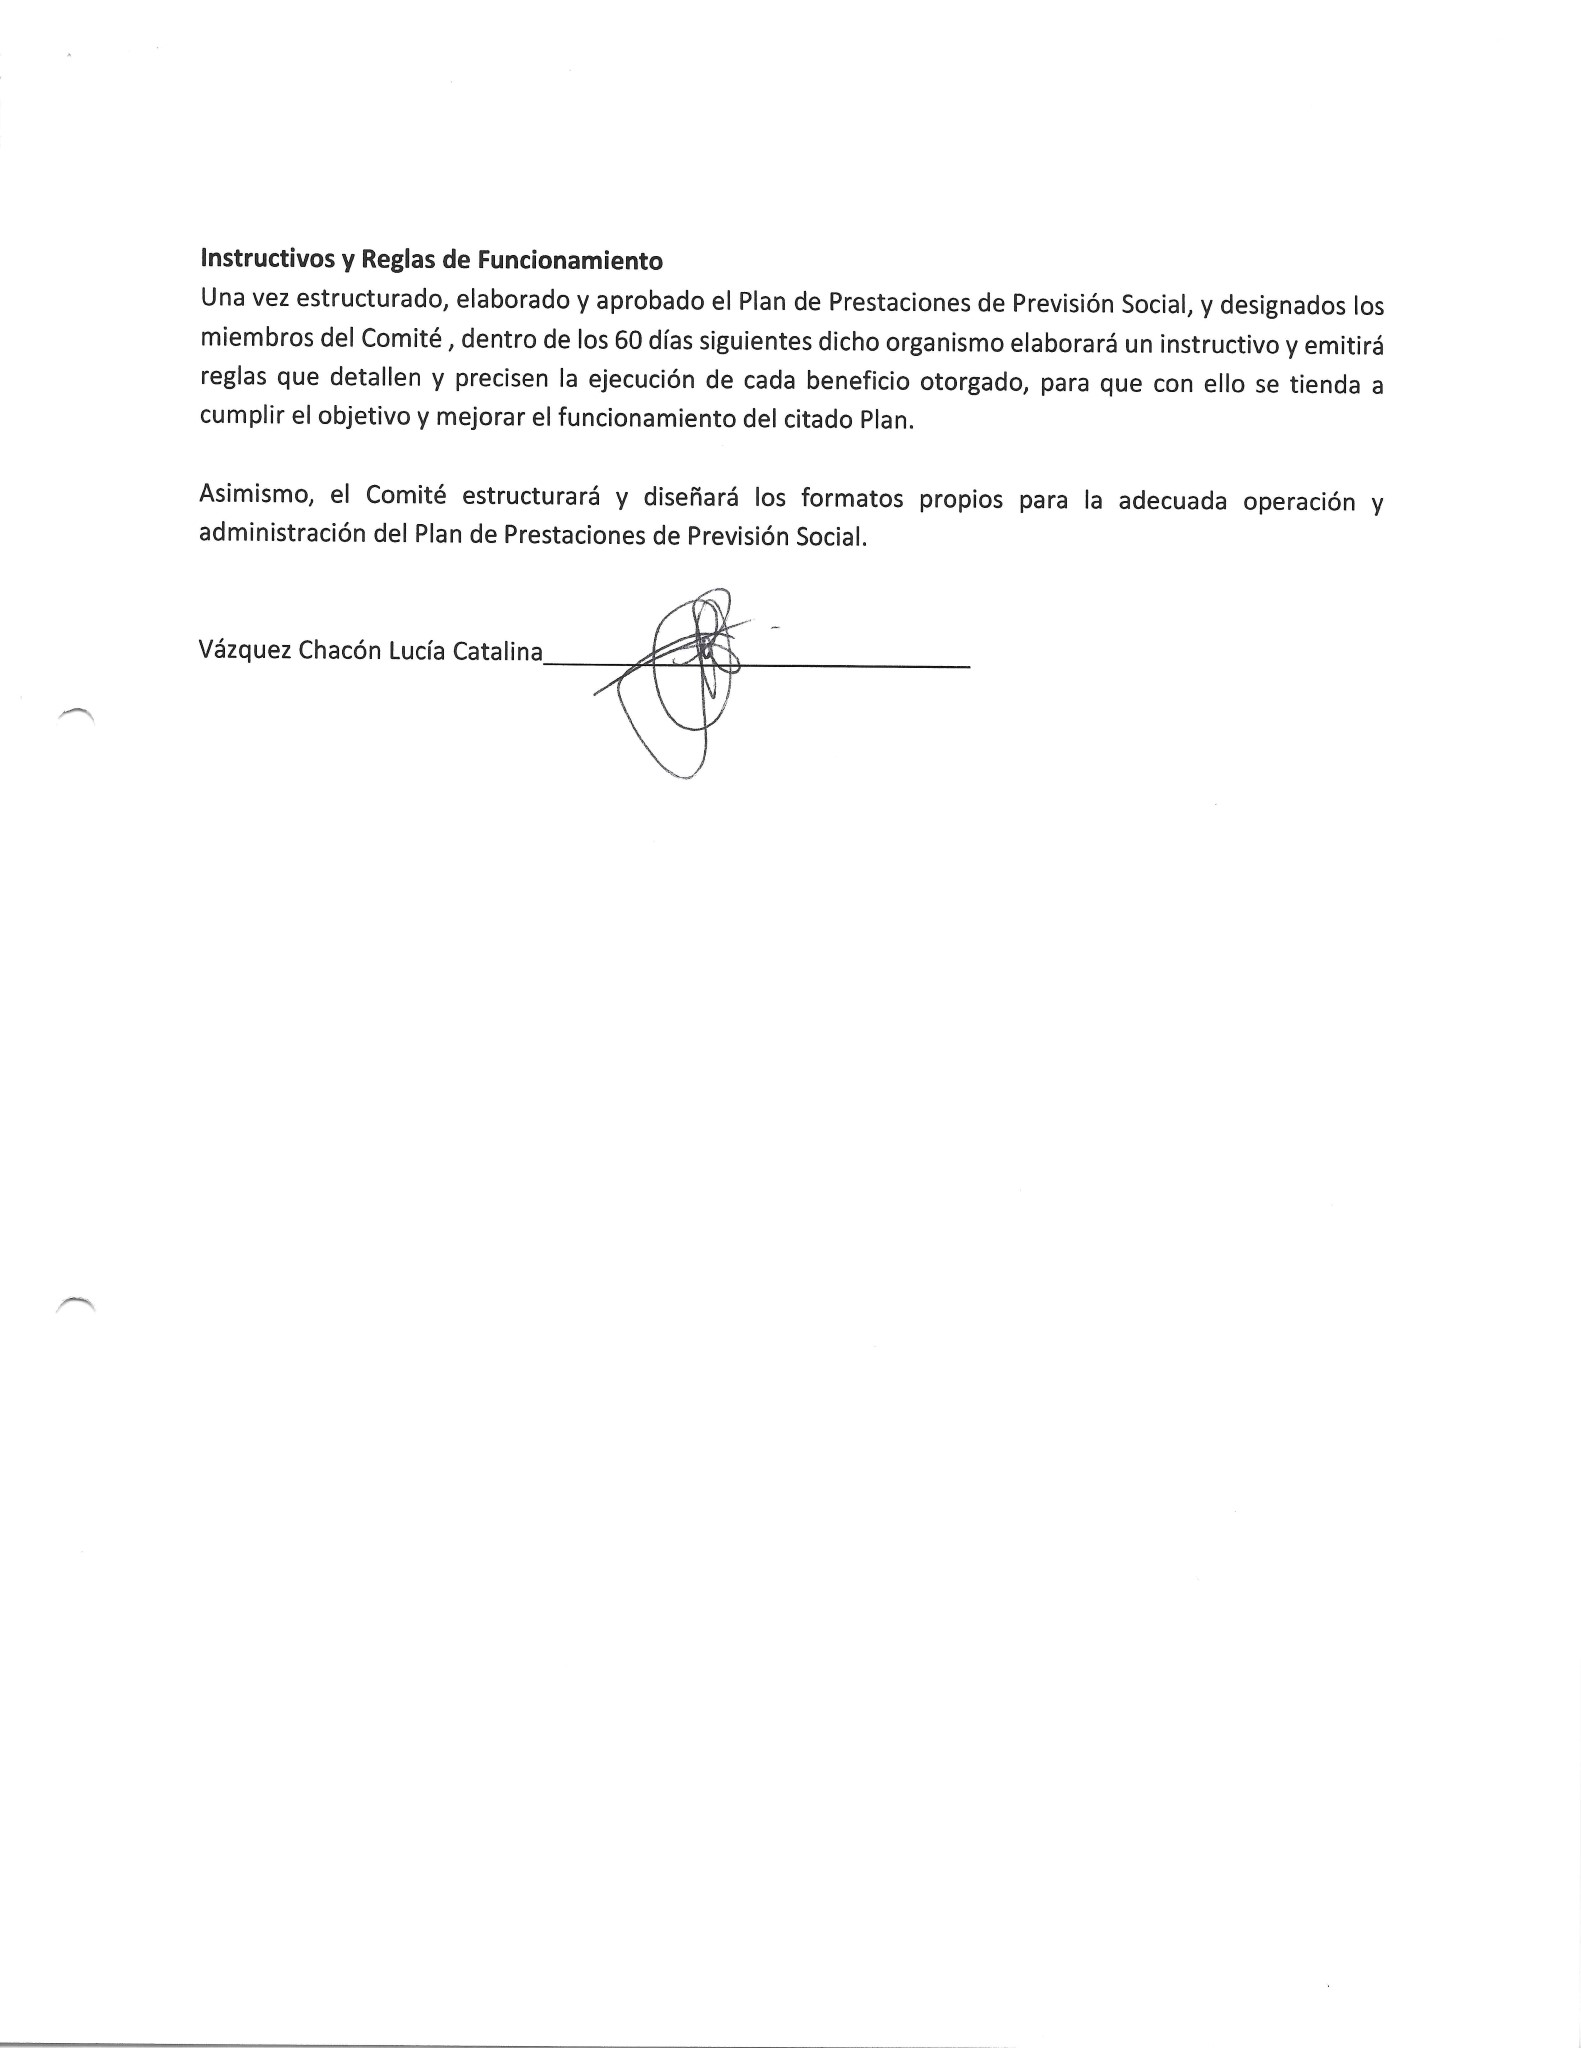 Instructivos y Reglas de Funcionamiento
Una vez estructurado, elaborado y aprobado el Plan de Prestaciones de Previsión Social, y designados los
miembros del Comité , dentro de los 60 días siguientes dicho organismo elaborará un instructivo y emitirá
reglas que detallen y precisen la ejecución de cada beneficio otorgado, para que con ello se tienda a
cumplir el objetivo y mejorar el funcionamiento del citado Plan.
Asimismo, el Comité estructurará y diseñará los formatos propios para la adecuada operación y
administración del Plan de Prestaciones de Previsión Social.
Vázquez Chacón Lucía Catalina